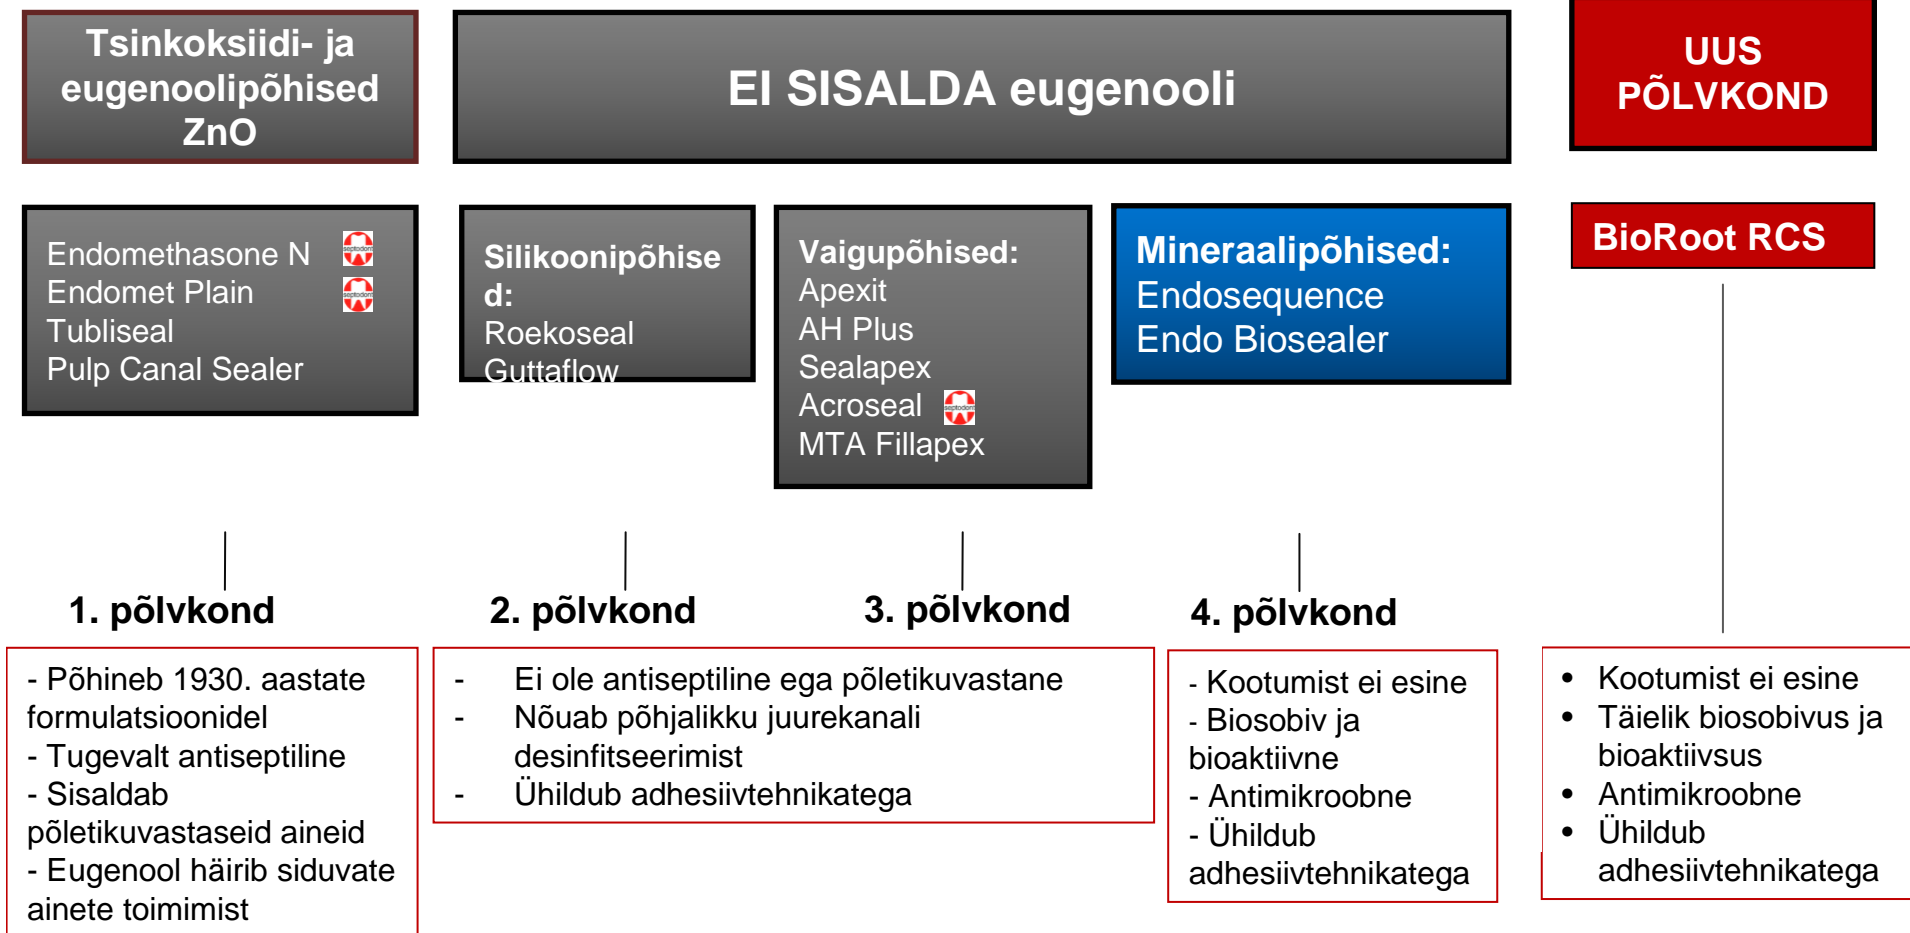 Tsinkoksiidi- ja
eugenoolipõhised
ZnO
EI SISALDA eugenooli
UUS
PÕLVKOND
Endomethasone N
septodont
Endomet Plain
septodont
Tubliseal
Pulp Canal Sealer
Silikoonipõhise
d:
Roekoseal
Guttaflow
Vaigupõhised:
Apexit
AH Plus
Sealapex
Acroseal
septodont
MTA Fillapex
Mineraalipõhised:
Endosequence
Endo Biosealer
BioRoot RCS
1. põlvkond
2. põlvkond
3. põlvkond
4. põlvkond
- Põhineb 1930. aastate
formulatsioonidel
- Tugevalt antiseptiline
- Sisaldab
põletikuvastaseid aineid
- Eugenool häirib siduvate
ainete toimimist
- Ei ole antiseptiline ega põletikuvastane
- Nõuab põhjalikku juurekanali
desinfitseerimist
- Ühildub adhesiivtehnikatega
- Kootumist ei esine
- Biosobiv ja
bioaktiivne
- Antimikroobne
- Ühildub
adhesiivtehnikatega
• Kootumist ei esine
• Täielik biosobivus ja
bioaktiivsus
• Antimikroobne
• Ühildub
adhesiivtehnikatega